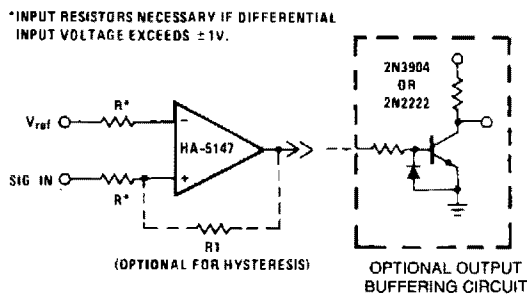 *INPUT RESISTORS NECESSARY IF DIFFERENTIAL
INPUT VOLTAGE EXCEEDS ±1V.
2N3904
OR
2N2222
Vref
R*
−
HA-5147
SIG IN
R*
+
R1
(OPTIONAL FOR HYSTERESIS)
OPTIONAL OUTPUT
BUFFERING CIRCUIT